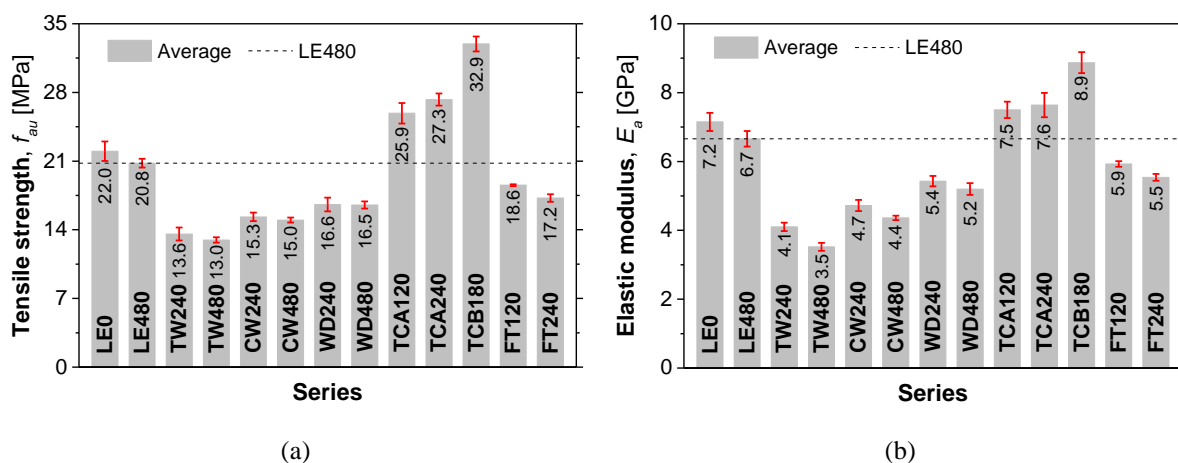 35
28
21
14
7
0
Tensile strength, f_au [MPa]
Average
LE480
22.0
20.8
13.6
13.0
15.3
15.0
16.6
16.5
25.9
27.3
32.9
18.6
17.2
LE0
LE480
TW240
TW480
CW240
CW480
WD240
WD480
TCA120
TCA240
TCB180
FT120
FT240
Series
(a)
10
8
6
4
2
0
Elastic modulus, E_a [GPa]
Average
LE480
7.2
6.7
4.1
3.5
4.7
4.4
5.4
5.2
7.5
7.6
8.9
5.9
5.5
LE0
LE480
TW240
TW480
CW240
CW480
WD240
WD480
TCA120
TCA240
TCB180
FT120
FT240
Series
(b)